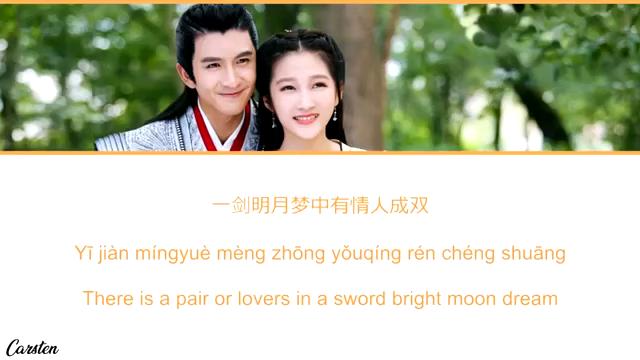 一剑明月梦中有情人成双
Yī jiàn míngyuè mèng zhōng yǒuqíng rén chéng shuāng
There is a pair or lovers in a sword bright moon dream
Carsten